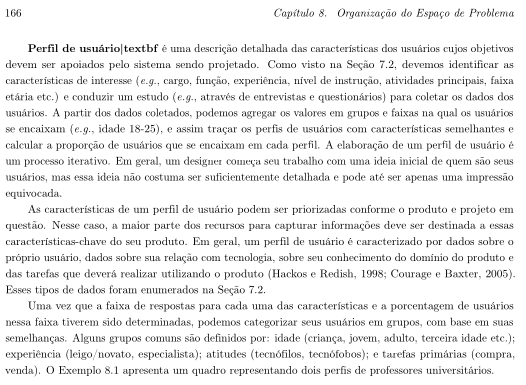 166 Capítulo 8. Organização do Espaço de Problema
Perfil de usuário|textbf é uma descrição detalhada das características dos usuários cujos objetivos
devem ser apoiados pelo sistema sendo projetado. Como visto na Seção 7.2, devemos identificar as
características de interesse (e.g., cargo, função, experiência, nível de instrução, atividades principais, faixa
etária etc.) e conduzir um estudo (e.g., através de entrevistas e questionários) para coletar os dados dos
usuários. A partir dos dados coletados, podemos agregar os valores em grupos e faixas na qual os usuários
se encaixam (e.g., idade 18-25), e assim traçar os perfis de usuários com características semelhantes e
calcular a proporção de usuários que se encaixam em cada perfil. A elaboração de um perfil de usuário é
um processo iterativo. Em geral, um designer começa seu trabalho com uma ideia inicial de quem são seus
usuários, mas essa ideia não costuma ser suficientemente detalhada e pode até ser apenas uma impressão
equivocada.
As características de um perfil de usuário podem ser priorizadas conforme o produto e projeto em
questão. Nesse caso, a maior parte dos recursos para capturar informações deve ser destinada a essas
características-chave do seu produto. Em geral, um perfil de usuário é caracterizado por dados sobre o
próprio usuário, dados sobre sua relação com tecnologia, sobre seu conhecimento do domínio do produto e
das tarefas que deverá realizar utilizando o produto (Hackos e Redish, 1998; Courage e Baxter, 2005).
Esses tipos de dados foram enumerados na Seção 7.2.
Uma vez que a faixa de respostas para cada uma das características e a porcentagem de usuários
nessa faixa tiverem sido determinadas, podemos categorizar seus usuários em grupos, com base em suas
semelhanças. Alguns grupos comuns são definidos por: idade (criança, jovem, adulto, terceira idade etc.);
experiência (leigo/novato, especialista); atitudes (tecnófilos, tecnófobos); e tarefas primárias (compra,
venda). O Exemplo 8.1 apresenta um quadro representando dois perfis de professores universitários.